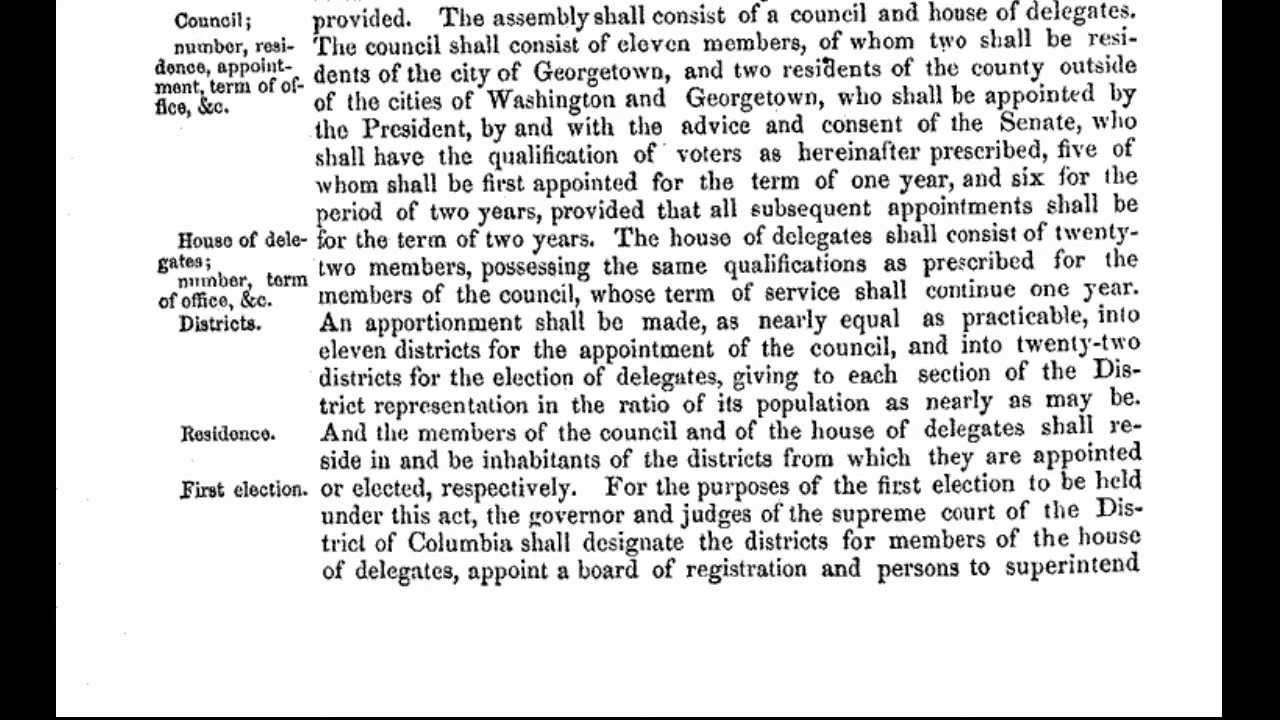 Council;
number, resi-
dence, appoint-
ment, term of of-
fice, &c.
provided. The assembly shall consist of a council and house of delegates.
The council shall consist of eleven members, of whom two shall be resi-
dents of the city of Georgetown, and two residents of the county outside
of the cities of Washington and Georgetown, who shall be appointed by
the President, by and with the advice and consent of the Senate, who
shall have the qualification of voters as hereinafter prescribed, five of
whom shall be first appointed for the term of one year, and six for the
period of two years, provided that all subsequent appointments shall be
House of dele-
gates;
number, term
of office, &c.
for the term of two years. The house of delegates shall consist of twenty-
two members, possessing the same qualifications as prescribed for the
members of the council, whose term of service shall continue one year.
Districts.
An apportionment shall be made, as nearly equal as practicable, into
eleven districts for the appointment of the council, and into twenty-two
districts for the election of delegates, giving to each section of the Dis-
trict representation in the ratio of its population as nearly as may be.
Residence.
And the members of the council and of the house of delegates shall re-
side in and be inhabitants of the districts from which they are appointed
First election.
or elected, respectively. For the purposes of the first election to be held
under this act, the governor and judges of the supreme court of the Dis-
trict of Columbia shall designate the districts for members of the house
of delegates, appoint a board of registration and persons to superintend